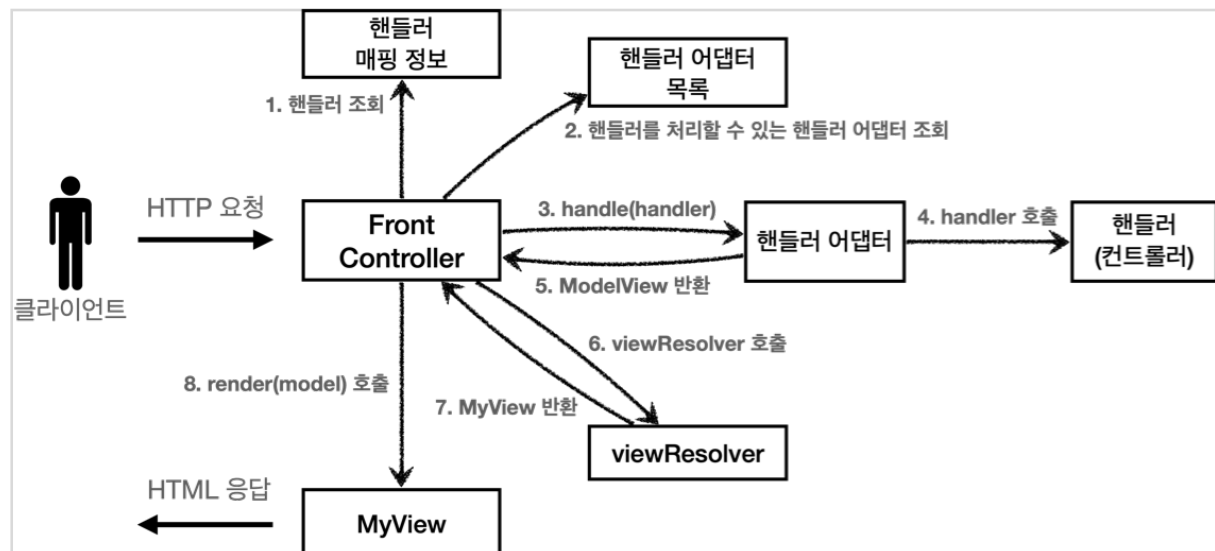 핸들러
매핑 정보
핸들러 어댑터
목록
1. 핸들러 조회
2. 핸들러를 처리할 수 있는 핸들러 어댑터 조회
HTTP 요청
클라이언트
Front
Controller
3. handle(handler)
핸들러 어댑터
4. handler 호출
핸들러
(컨트롤러)
5. ModelView 반환
6. viewResolver 호출
8. render(model) 호출
7. MyView 반환
viewResolver
HTML 응답
MyView